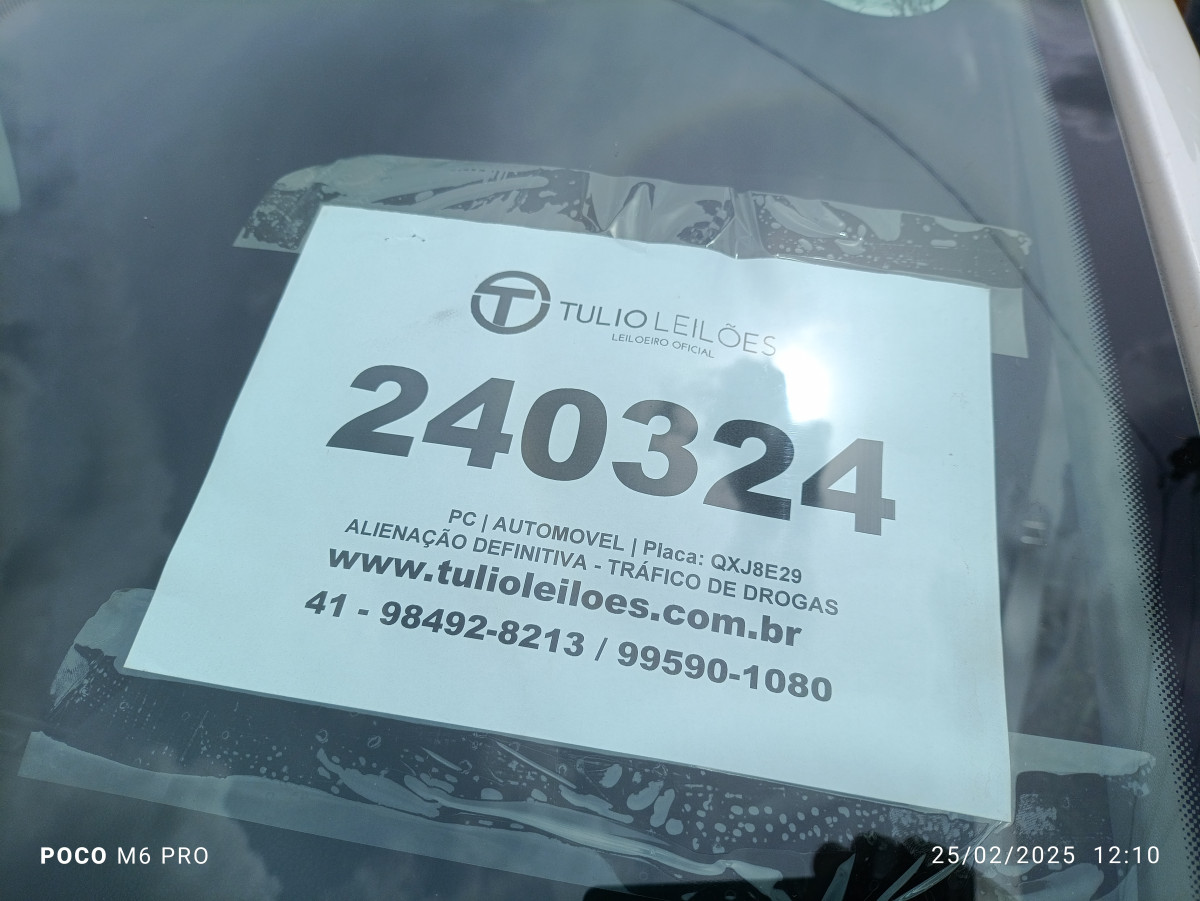 TULIO LEILÕES
LEILOEIRO OFICIAL
240324
PC | AUTOMOVEL | Placa: QXJ8E29
ALIENAÇÃO DEFINITIVA - TRÁFICO DE DROGAS
www.tulioleiloes.com.br
41 - 98492-8213 / 99590-1080
POCO M6 PRO
25/02/2025 12:10